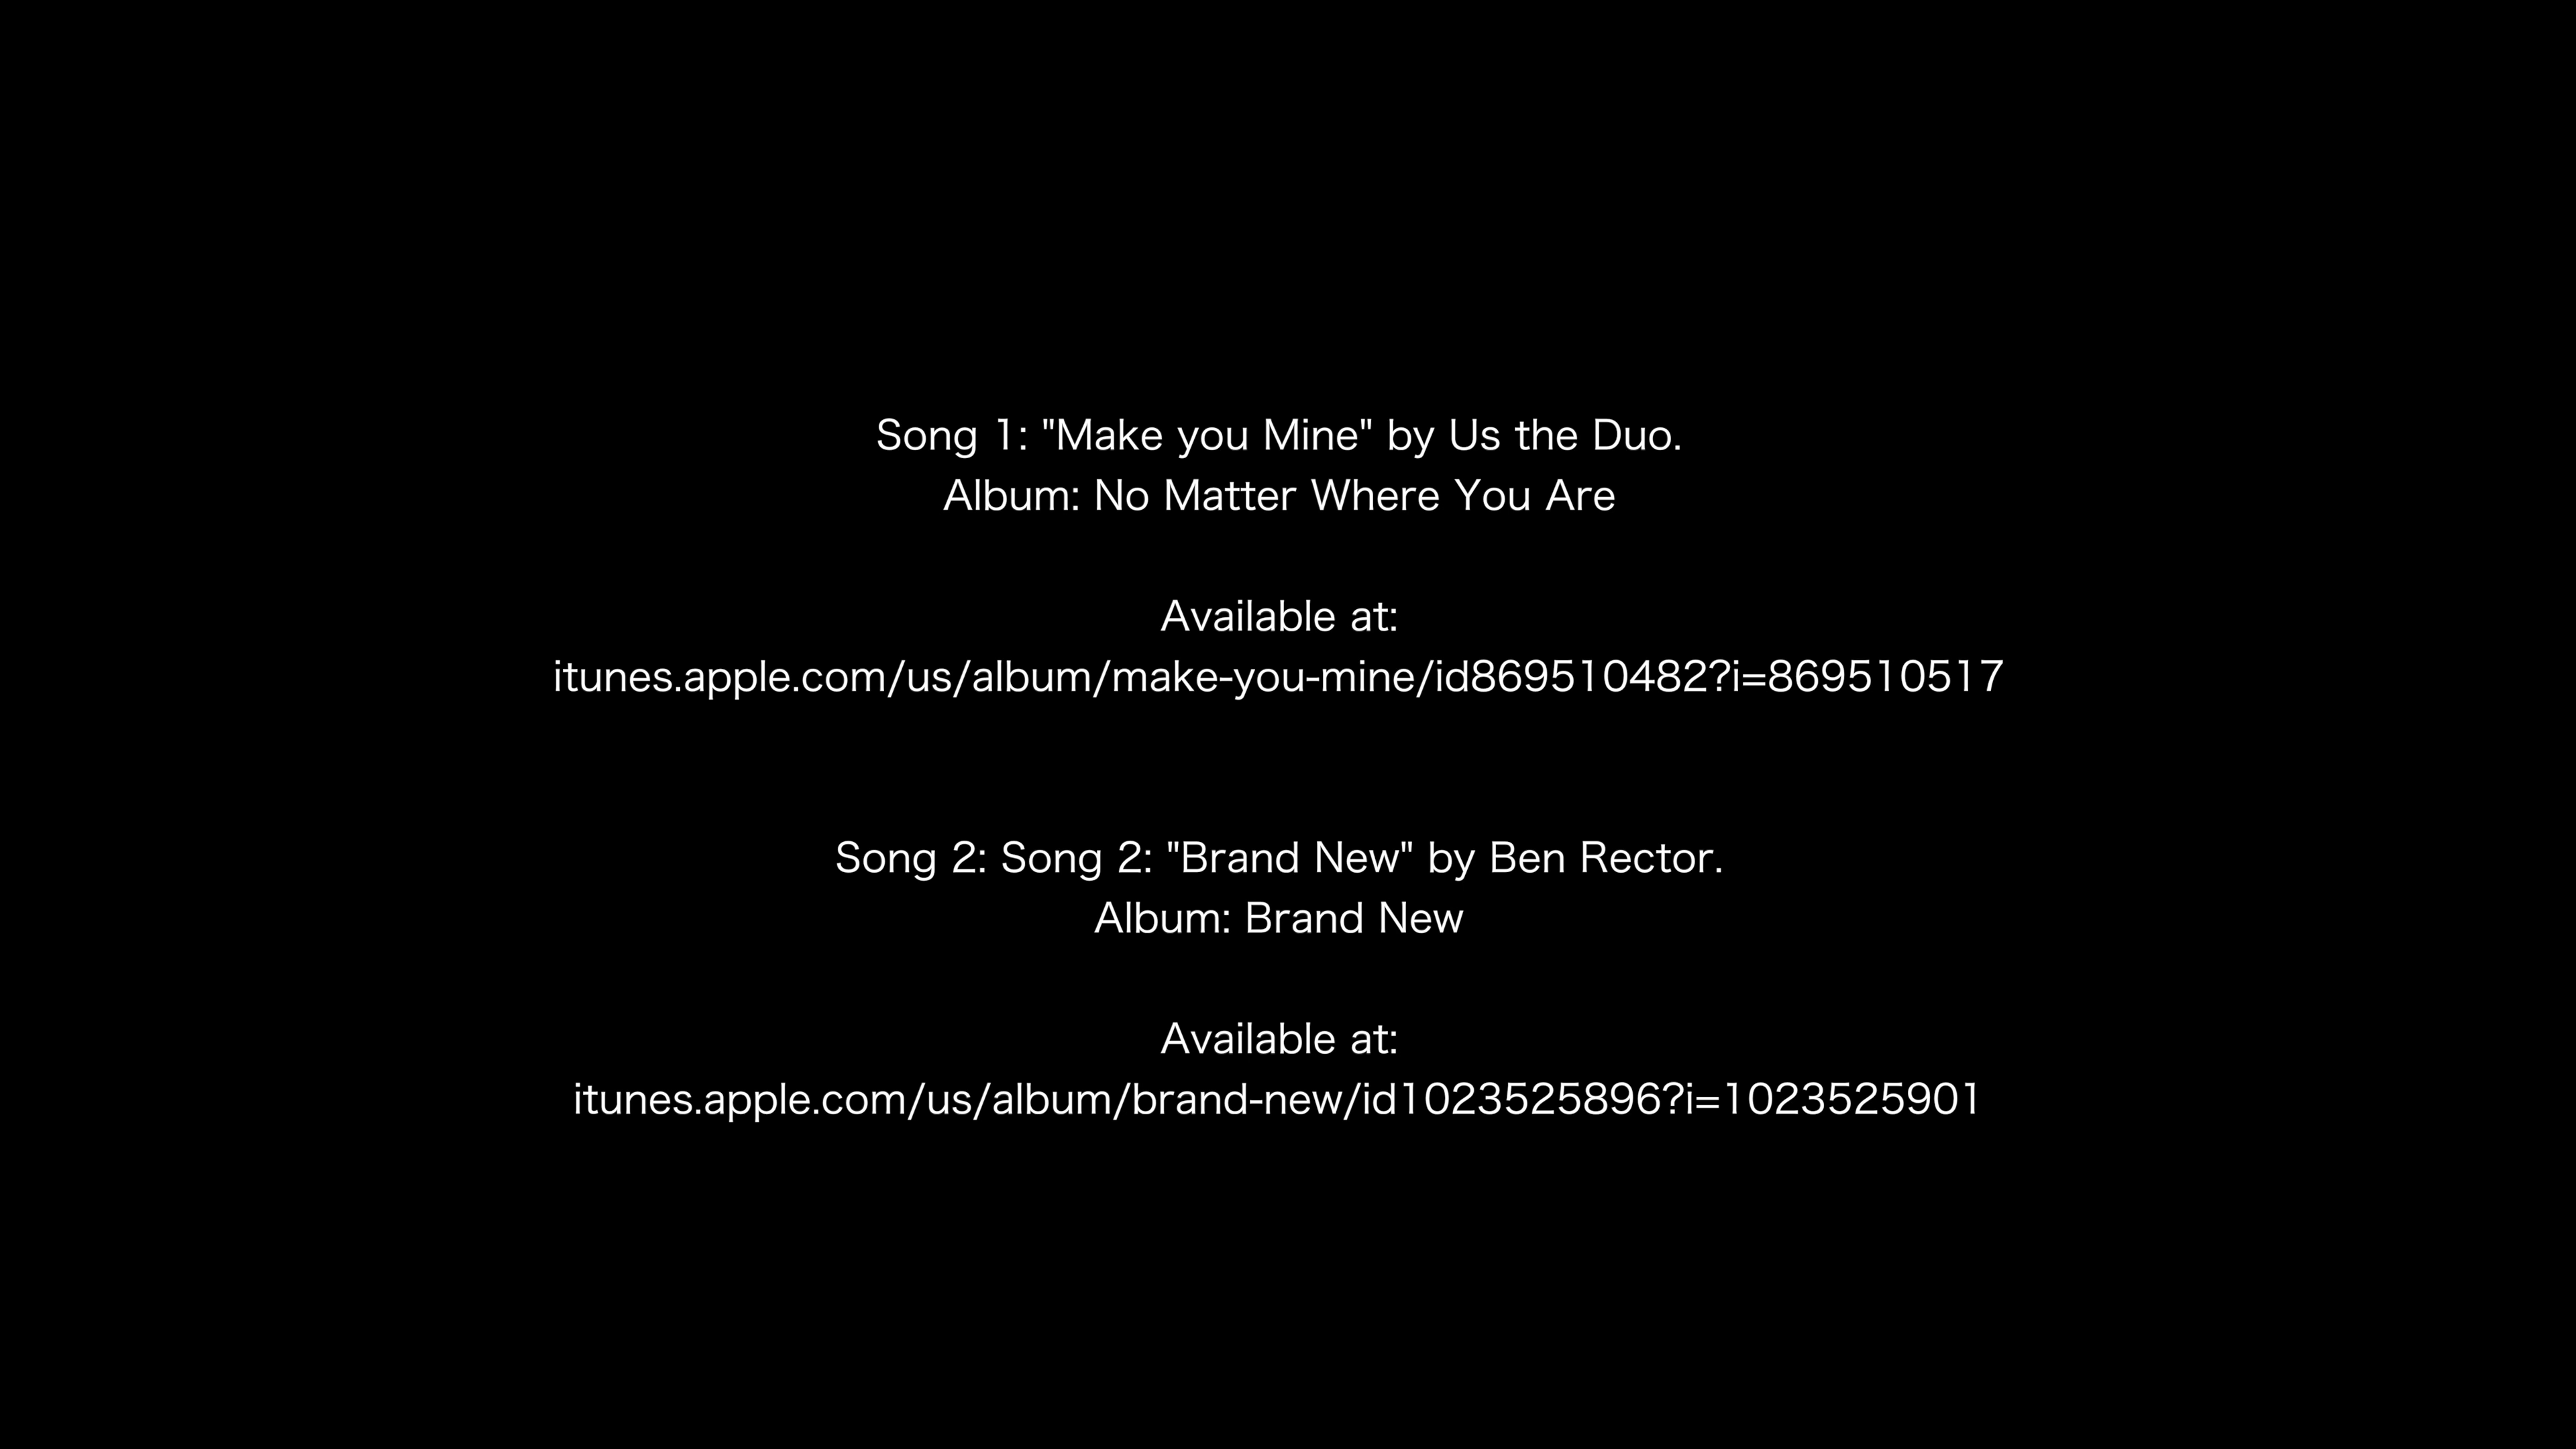 Song 1: "Make you Mine" by Us the Duo.
Album: No Matter Where You Are
Available at:
itunes.apple.com/us/album/make-you-mine/id869510482?i=869510517
Song 2: Song 2: "Brand New" by Ben Rector.
Album: Brand New
Available at:
itunes.apple.com/us/album/brand-new/id1023525896?i=1023525901